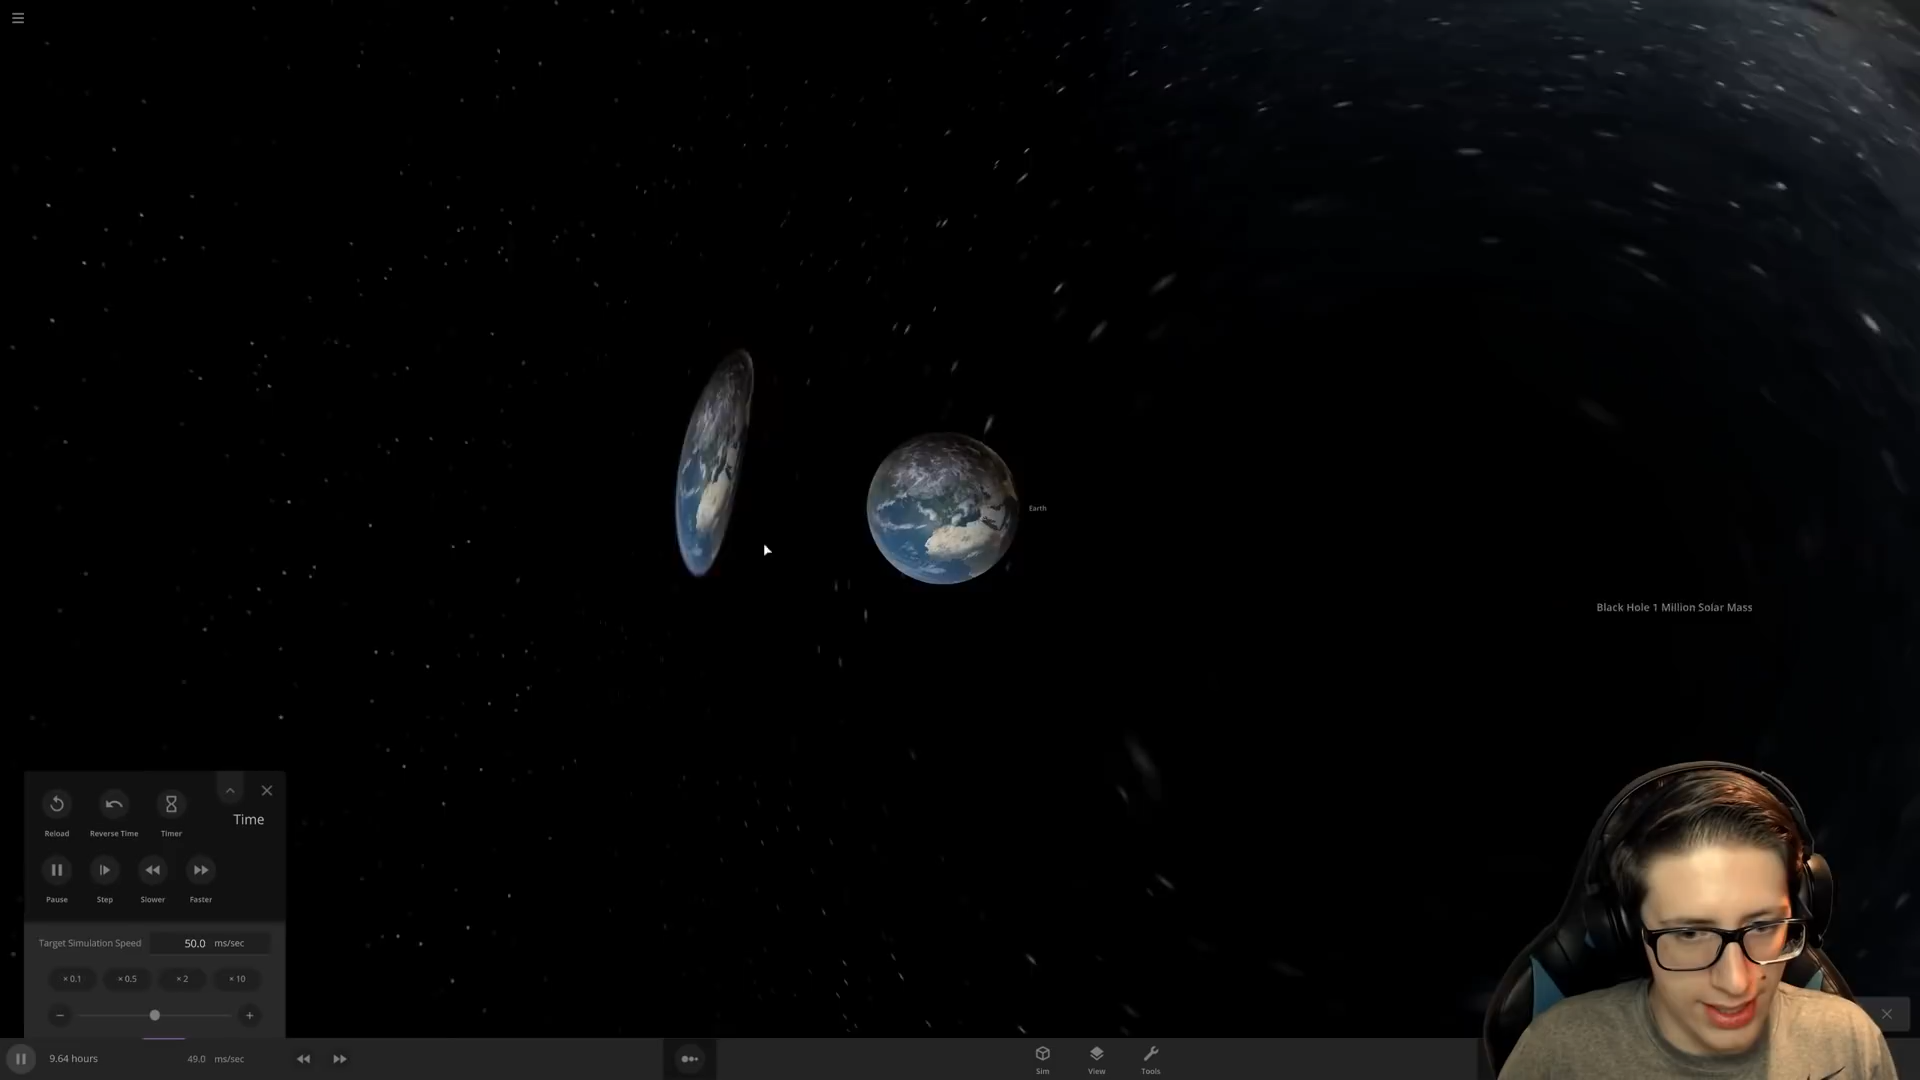 Earth
Black Hole 1 Million Solar Mass
Time
Reload Reverse Time Timer
Pause Step Slower Faster
Target Simulation Speed 50.0 ms/sec
× 0.1 × 0.5 × 2 × 10
9.64 hours 49.0 ms/sec
Sim View Tools